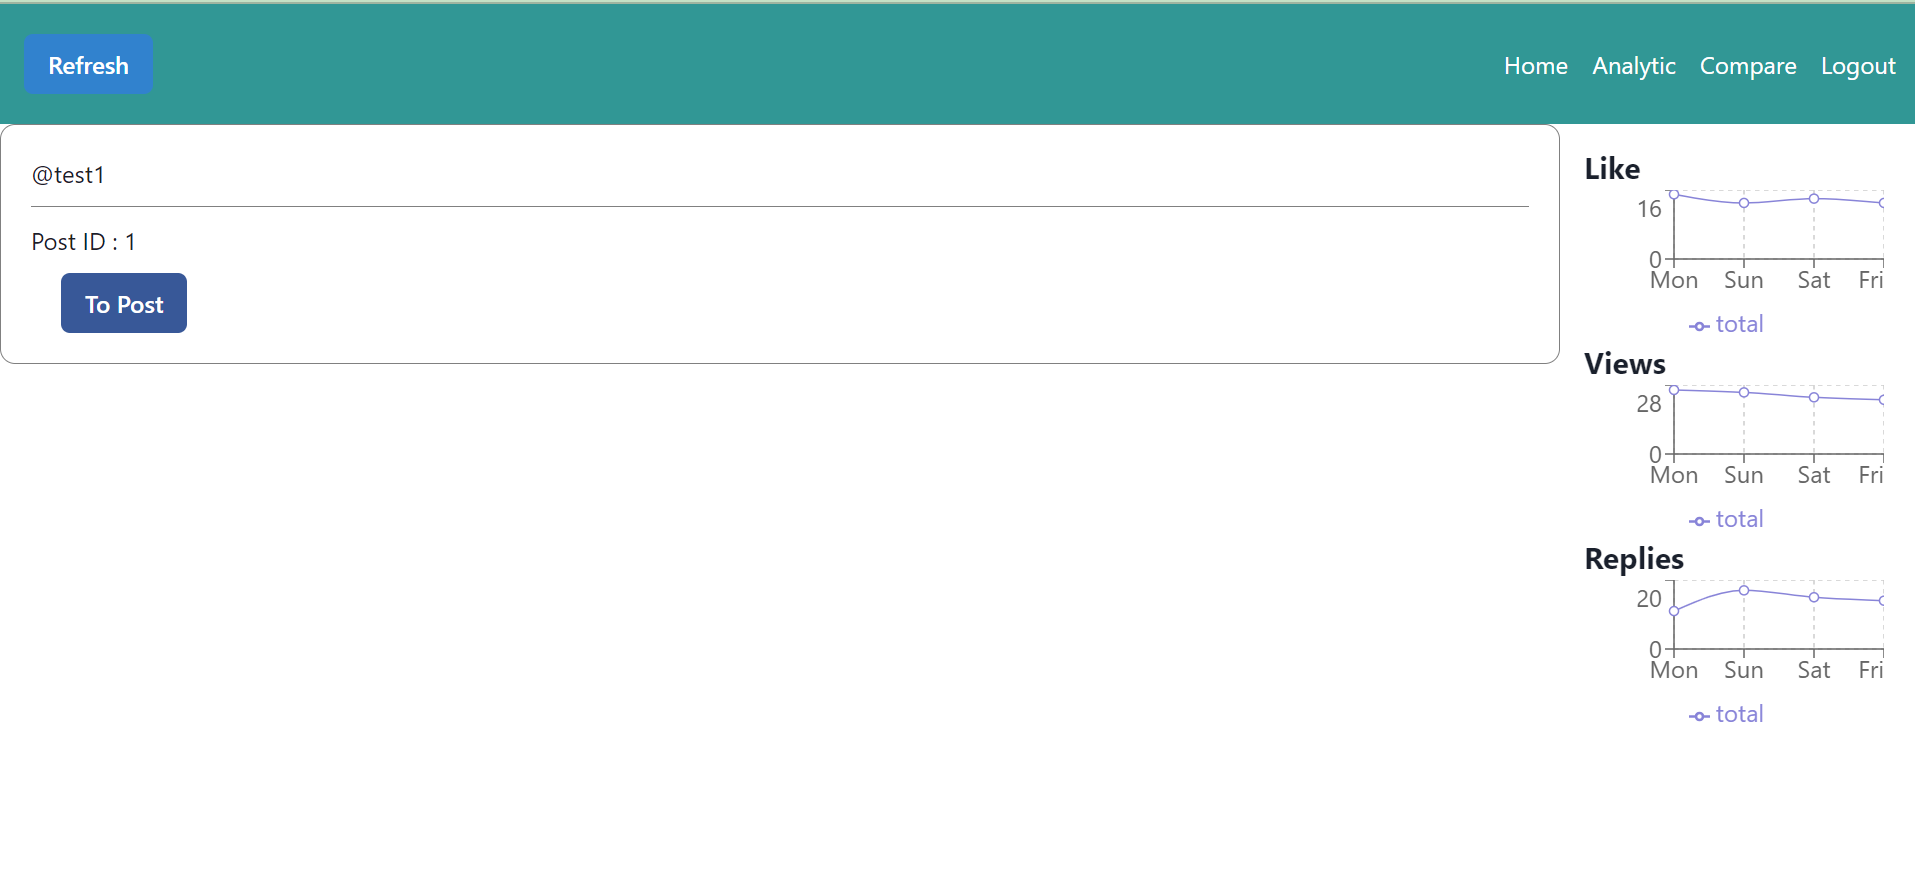 Refresh
Home Analytic Compare Logout
@test1
Post ID : 1
To Post
Like
16
0
Mon Sun Sat Fri
total
Views
28
0
Mon Sun Sat Fri
total
Replies
20
0
Mon Sun Sat Fri
total